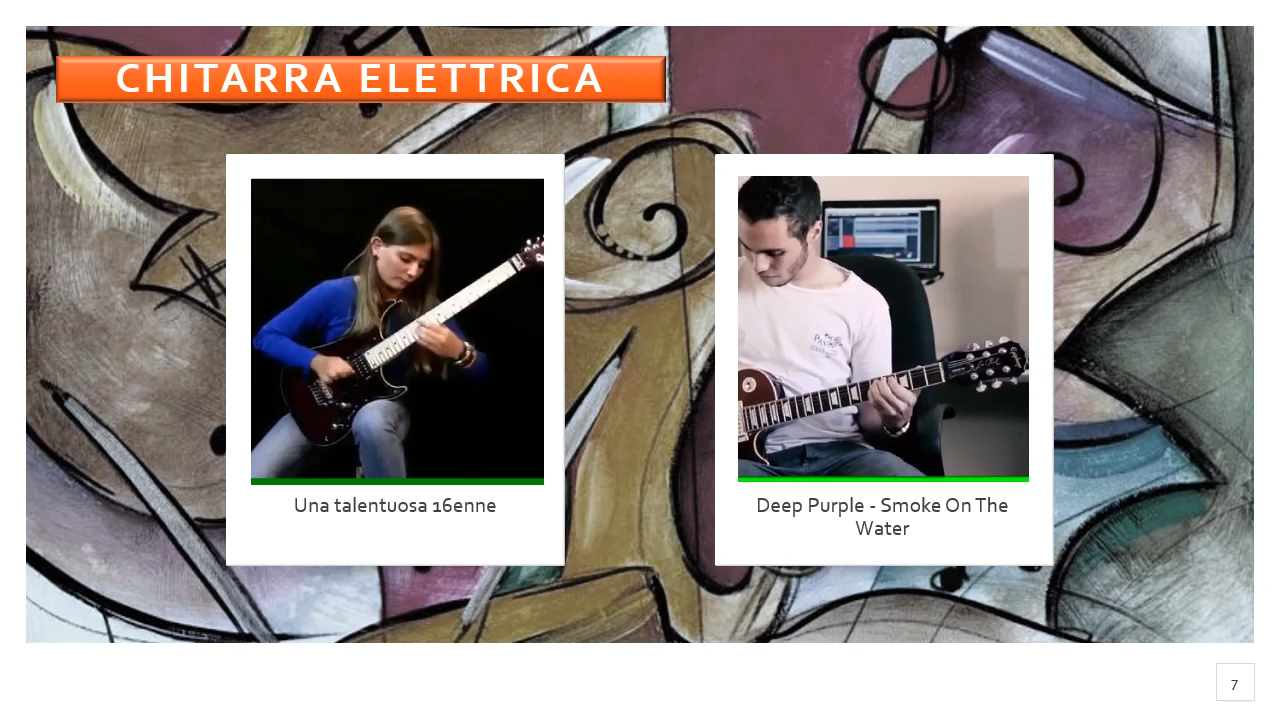 CHITARRA ELETTRICA
Una talentuosa 16enne
Deep Purple - Smoke On The
Water
7